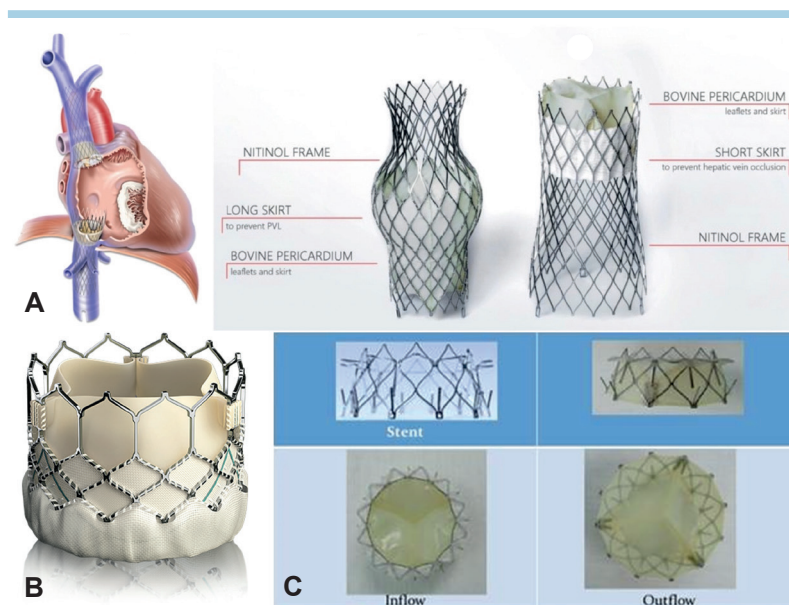 NITINOL FRAME
LONG SKIRT
to prevent PVL
BOVINE PERICARDIUM
leaflets and skirt
BOVINE PERICARDIUM
leaflets and skirt
SHORT SKIRT
to prevent hepatic vein occlusion
NITINOL FRAME
A
B
Stent
C
Inflow
Outflow